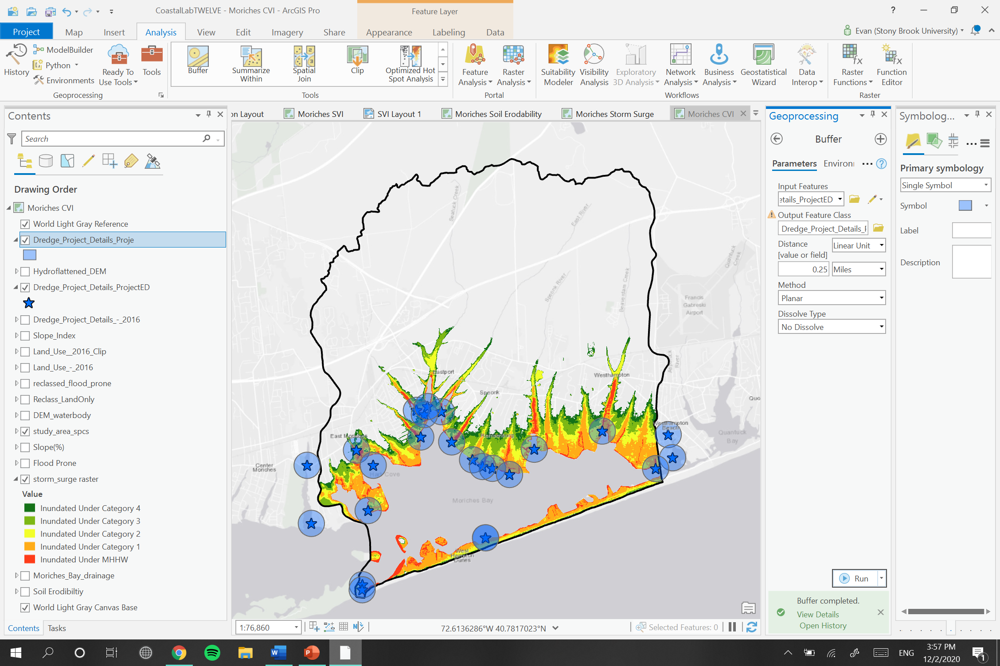 CoastalLabTWELVE - Moriches CVI - ArcGIS Pro
Feature Layer
?
Project
Map
Insert
Analysis
View
Edit
Imagery
Share
Appearance
Labeling
Data
Evan (Stony Brook University)
History
ModelBuilder
Python
Environments
Ready To
Use Tools
Tools
Geoprocessing
Buffer
Summarize
Within
Spatial
Join
Clip
Optimized Hot
Spot Analysis
Tools
Feature
Analysis
Raster
Analysis
Portal
Suitability
Modeler
Visibility
Analysis
Exploratory
3D Analysis
Network
Analysis
Business
Analysis
Geostatistical
Wizard
Data
Interop
Workflows
Raster
Functions
Function
Editor
Raster
Contents
Search
Drawing Order
Moriches CVI
World Light Gray Reference
Dredge_Project_Details_Proje
Hydroflattened_DEM
Dredge_Project_Details_ProjectED
Dredge_Project_Details_-_2016
Slope_Index
Land_Use__2016_Clip
Land_Use_-_2016
reclassed_flood_prone
Reclass_LandOnly
DEM_waterbody
study_area_spcs
Slope(%)
Flood Prone
storm_surge raster
Value
Inundated Under Category 4
Inundated Under Category 3
Inundated Under Category 2
Inundated Under Category 1
Inundated Under MHHW
Moriches_Bay_drainage
Soil Erodibiltiy
World Light Gray Canvas Base
Contents
Tasks
on Layout
Moriches SVI
SVI Layout 1
Moriches Soil Erodability
Moriches Storm Surge
Moriches CVI
Seatuck Creek
East River
Speonk River
Beaverdam Creek
Quantuck
Creek
Francis
Gabreski
Airport
River
Eastport
Speonk
Westhampton
Quo
Westhampton
Beach
Quantuck
Bay
East Moriches
Remsenburg
Center
Moriches
Hart Cove
Moriches Bay
West
Hampton
Dunes
1:76,860
72.6136286°W 40.7817023°N
Selected Features: 0
Geoprocessing
Buffer
Parameters
Environ
?
Input Features
etails_ProjectED
Output Feature Class
Dredge_Project_Details_
Distance
[value or field]
Linear Unit
0.25
Miles
Method
Planar
Dissolve Type
No Dissolve
Run
Buffer completed.
View Details
Open History
Symbolog...
Primary symbology
Single Symbol
Symbol
Label
Description
ENG
3:57 PM
12/2/2020
1